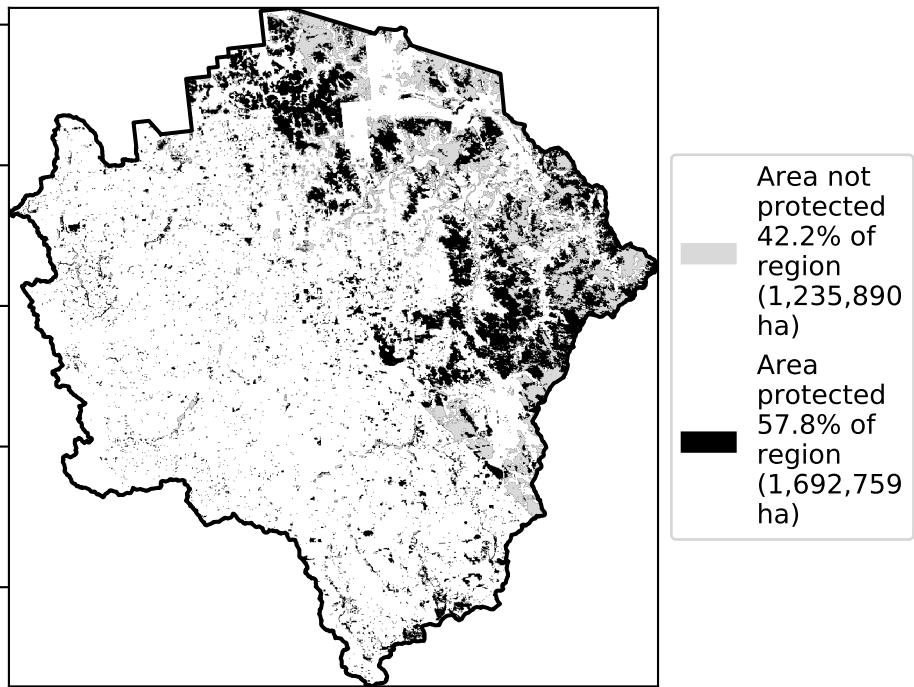 Area not
protected
42.2% of
region
(1,235,890
ha)
Area
protected
57.8% of
region
(1,692,759
ha)